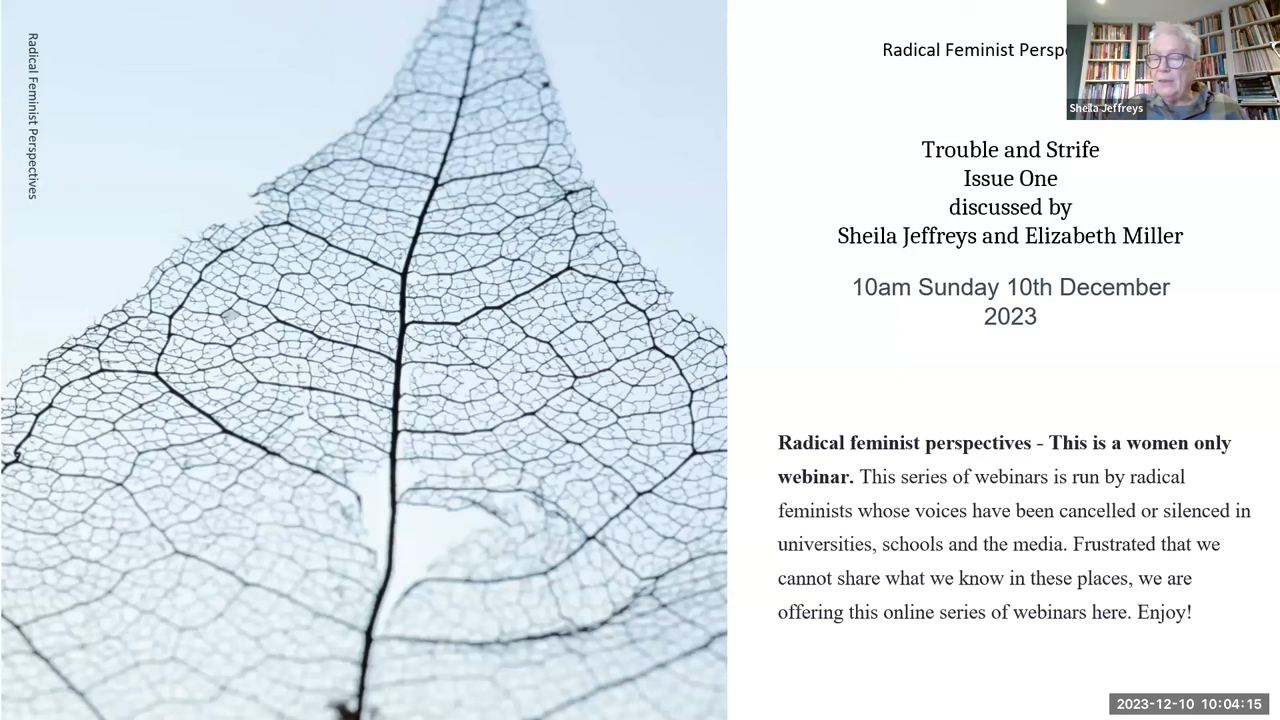 Radical Feminist Perspectives
Radical Feminist Persp
Sheila Jeffreys
Trouble and Strife
Issue One
discussed by
Sheila Jeffreys and Elizabeth Miller
10am Sunday 10th December
2023
Radical feminist perspectives - This is a women only
webinar. This series of webinars is run by radical
feminists whose voices have been cancelled or silenced in
universities, schools and the media. Frustrated that we
cannot share what we know in these places, we are
offering this online series of webinars here. Enjoy!
2023-12-10 10:04:15